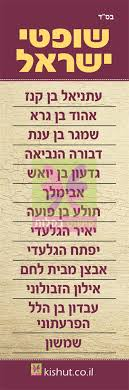 בס"ד
שופטי
ישראל
עתניאל בן קנז
אהוד בן גרא
שמגר בן ענת
דבורה הנביאה
גדעון בן יואש
אבימלך
תולע בן פועה
יאיר הגלעדי
יפתח הגלעדי
אבצן מבית לחם
אילון הזבולוני
עבדון בן הלל
הפרעתוני
שמשון
kishut.co.il